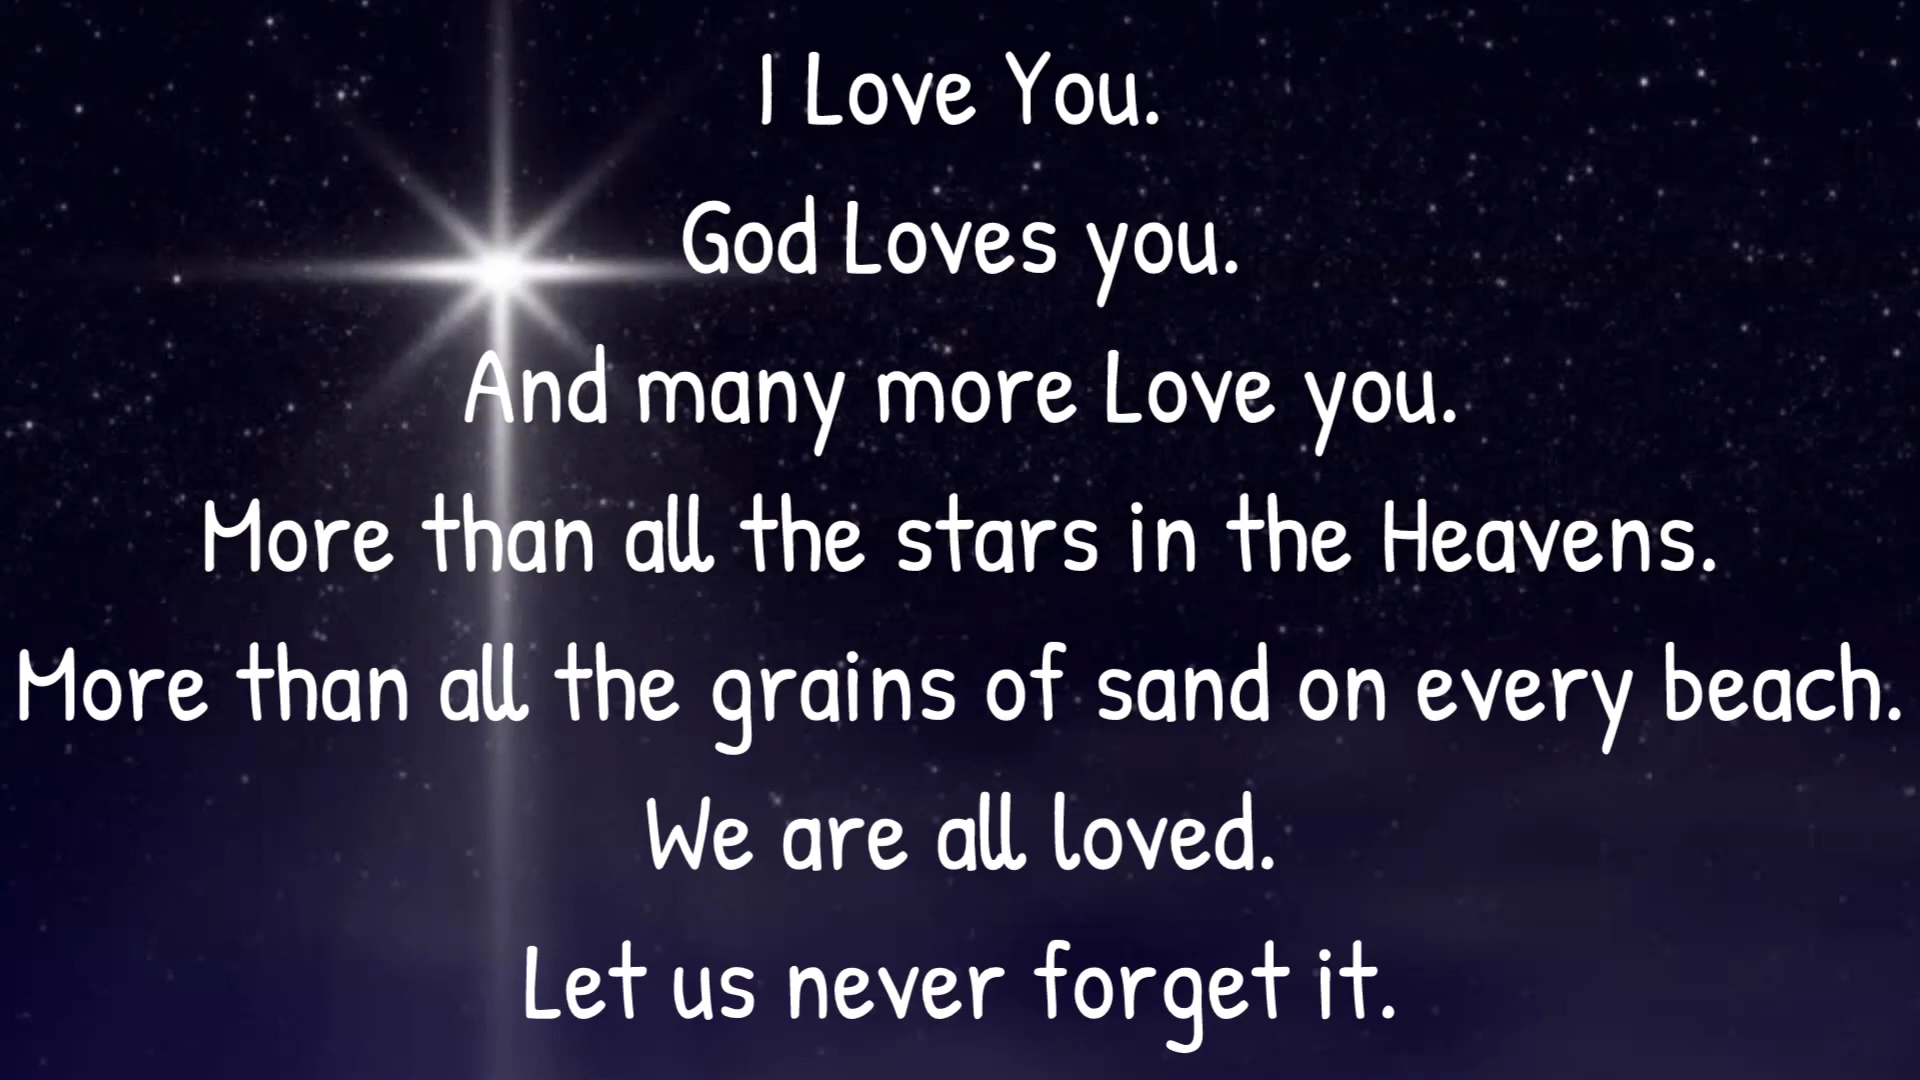 I Love You.
God Loves you.
And many more Love you.
More than all the stars in the Heavens.
More than all the grains of sand on every beach.
We are all loved.
Let us never forget it.